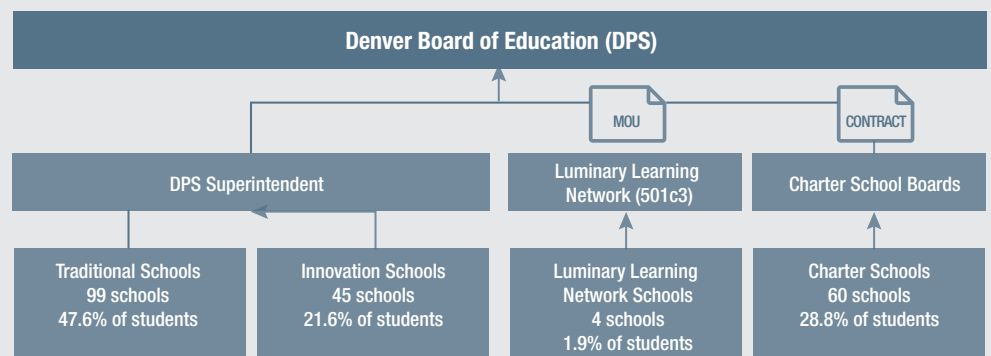 Denver Board of Education (DPS)
MOU
CONTRACT
DPS Superintendent
Luminary Learning
Network (501c3)
Charter School Boards
Traditional Schools
99 schools
47.6% of students
Innovation Schools
45 schools
21.6% of students
Luminary Learning
Network Schools
4 schools
1.9% of students
Charter Schools
60 schools
28.8% of students